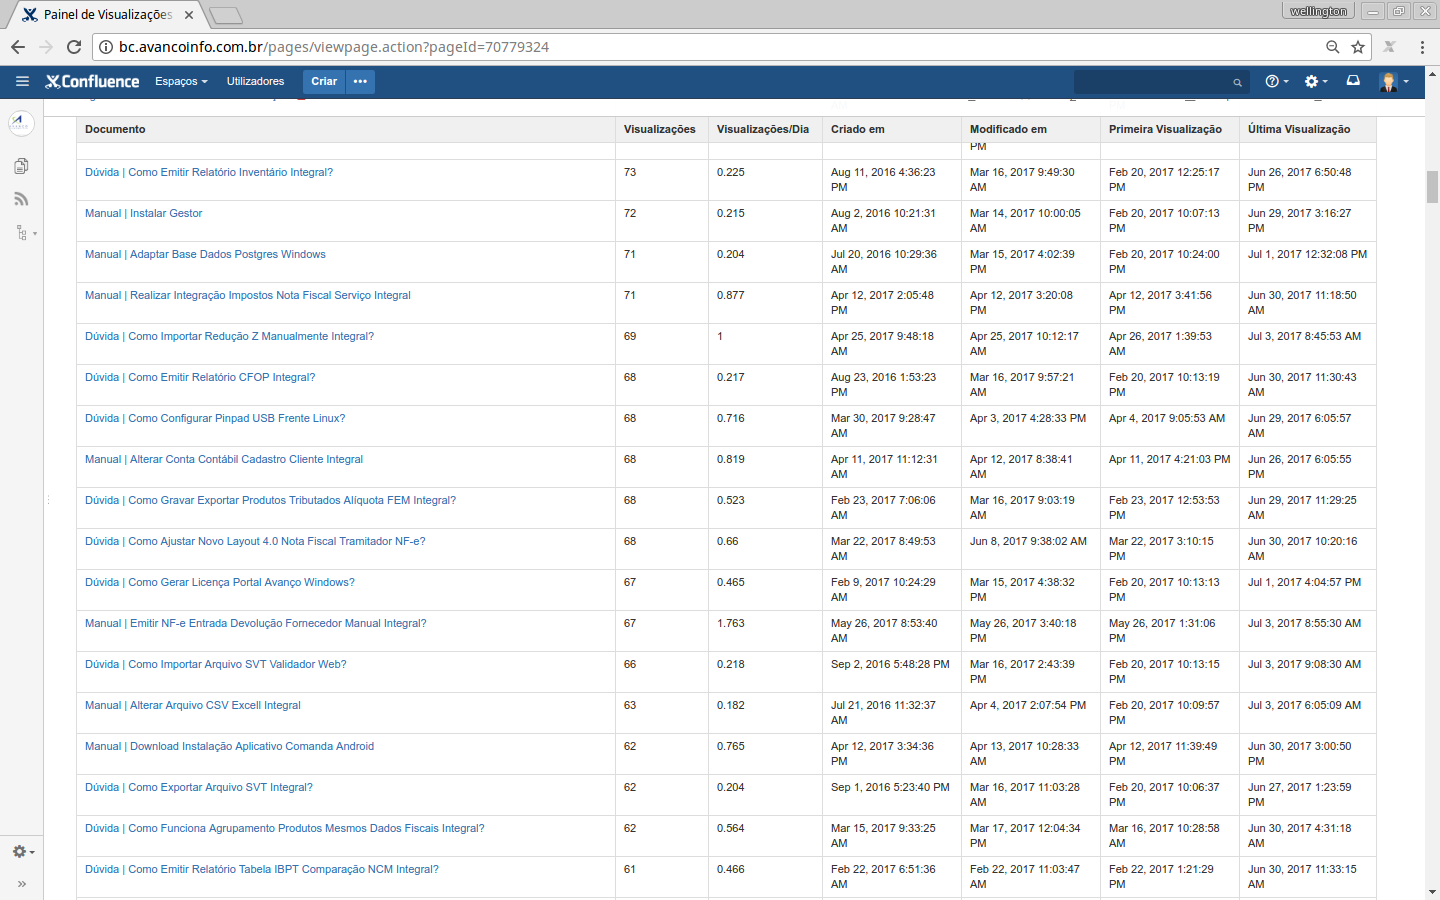 Painel de Visualizações
wellington
bc.avancoinfo.com.br/pages/viewpage.action?pageId=70779324
Confluence Espaços Utilizadores Criar
Documento Visualizações Visualizações/Dia Criado em Modificado em Primeira Visualização Última Visualização
PM
Dúvida | Como Emitir Relatório Inventário Integral? 73 0.225 Aug 11, 2016 4:36:23 Mar 16, 2017 9:49:30 Feb 20, 2017 12:25:17 Jun 26, 2017 6:50:48
PM AM PM PM
Manual | Instalar Gestor 72 0.215 Aug 2, 2016 10:21:31 Mar 14, 2017 10:00:05 Feb 20, 2017 10:07:13 Jun 29, 2017 3:16:27
AM AM PM PM
Manual | Adaptar Base Dados Postgres Windows 71 0.204 Jul 20, 2016 10:29:36 Mar 15, 2017 4:02:39 Feb 20, 2017 10:24:00 Jul 1, 2017 12:32:08 PM
AM PM PM
Manual | Realizar Integração Impostos Nota Fiscal Serviço Integral 71 0.877 Apr 12, 2017 2:05:48 Apr 12, 2017 3:20:08 Apr 12, 2017 3:41:56 Jun 30, 2017 11:18:50
PM PM PM AM
Dúvida | Como Importar Redução Z Manualmente Integral? 69 1 Apr 25, 2017 9:48:18 Apr 25, 2017 10:12:17 Apr 26, 2017 1:39:53 Jul 3, 2017 8:45:53 AM
AM AM AM
Dúvida | Como Emitir Relatório CFOP Integral? 68 0.217 Aug 23, 2016 1:53:23 Mar 16, 2017 9:57:21 Feb 20, 2017 10:13:19 Jun 30, 2017 11:30:43
PM AM PM AM
Dúvida | Como Configurar Pinpad USB Frente Linux? 68 0.716 Mar 30, 2017 9:28:47 Apr 3, 2017 4:28:33 PM Apr 4, 2017 9:05:53 AM Jun 29, 2017 6:05:57
AM AM
Manual | Alterar Conta Contábil Cadastro Cliente Integral 68 0.819 Apr 11, 2017 11:12:31 Apr 12, 2017 8:38:41 Apr 11, 2017 4:21:03 PM Jun 26, 2017 6:05:55
AM AM PM
Dúvida | Como Gravar Exportar Produtos Tributados Alíquota FEM Integral? 68 0.523 Feb 23, 2017 7:06:06 Mar 16, 2017 9:03:19 Feb 23, 2017 12:53:53 Jun 29, 2017 11:29:25
AM AM PM AM
Dúvida | Como Ajustar Novo Layout 4.0 Nota Fiscal Tramitador NF-e? 68 0.66 Mar 22, 2017 8:49:53 Jun 8, 2017 9:38:02 AM Mar 22, 2017 3:10:15 Jun 30, 2017 10:20:16
AM PM AM
Dúvida | Como Gerar Licença Portal Avanço Windows? 67 0.465 Feb 9, 2017 10:24:29 Mar 15, 2017 4:38:32 Feb 20, 2017 10:13:13 Jul 1, 2017 4:04:57 PM
AM PM PM
Manual | Emitir NF-e Entrada Devolução Fornecedor Manual Integral? 67 1.763 May 26, 2017 8:53:40 May 26, 2017 3:40:18 May 26, 2017 1:31:06 Jul 3, 2017 8:55:30 AM
AM PM PM
Dúvida | Como Importar Arquivo SVT Validador Web? 66 0.218 Sep 2, 2016 5:48:28 PM Mar 16, 2017 2:43:39 Feb 20, 2017 10:13:15 Jul 3, 2017 9:08:30 AM
PM PM
Manual | Alterar Arquivo CSV Excell Integral 63 0.182 Jul 21, 2016 11:32:37 Apr 4, 2017 2:07:54 PM Feb 20, 2017 10:09:57 Jul 3, 2017 6:05:09 AM
AM PM
Manual | Download Instalação Aplicativo Comanda Android 62 0.765 Apr 12, 2017 3:34:36 Apr 13, 2017 10:28:33 Apr 12, 2017 11:39:49 Jun 30, 2017 3:00:50
PM AM PM PM
Dúvida | Como Exportar Arquivo SVT Integral? 62 0.204 Sep 1, 2016 5:23:40 PM Mar 16, 2017 11:03:28 Feb 20, 2017 10:06:37 Jun 27, 2017 1:23:59
AM PM PM
Dúvida | Como Funciona Agrupamento Produtos Mesmos Dados Fiscais Integral? 62 0.564 Mar 15, 2017 9:33:25 Mar 17, 2017 12:04:34 Mar 16, 2017 10:28:58 Jun 30, 2017 4:31:18
AM PM AM AM
Dúvida | Como Emitir Relatório Tabela IBPT Comparação NCM Integral? 61 0.466 Feb 22, 2017 6:51:36 Feb 22, 2017 11:03:47 Feb 22, 2017 1:21:29 Jun 30, 2017 11:33:15
AM AM PM AM